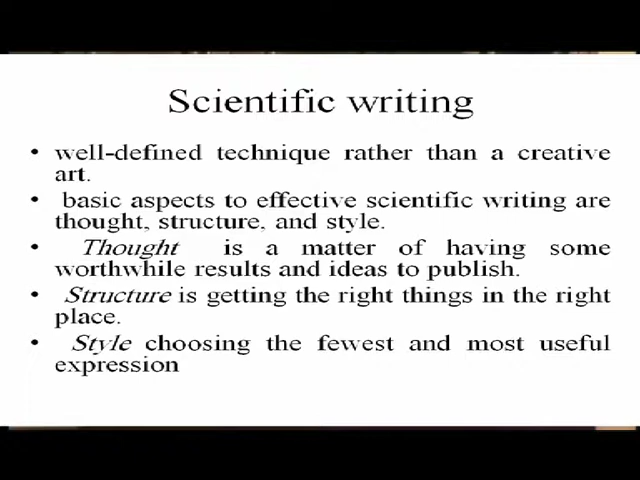 Scientific writing
• well-defined technique rather than a creative
art.
• basic aspects to effective scientific writing are
thought, structure, and style.
• Thought is a matter of having some
worthwhile results and ideas to publish.
• Structure is getting the right things in the right
place.
• Style choosing the fewest and most useful
expression